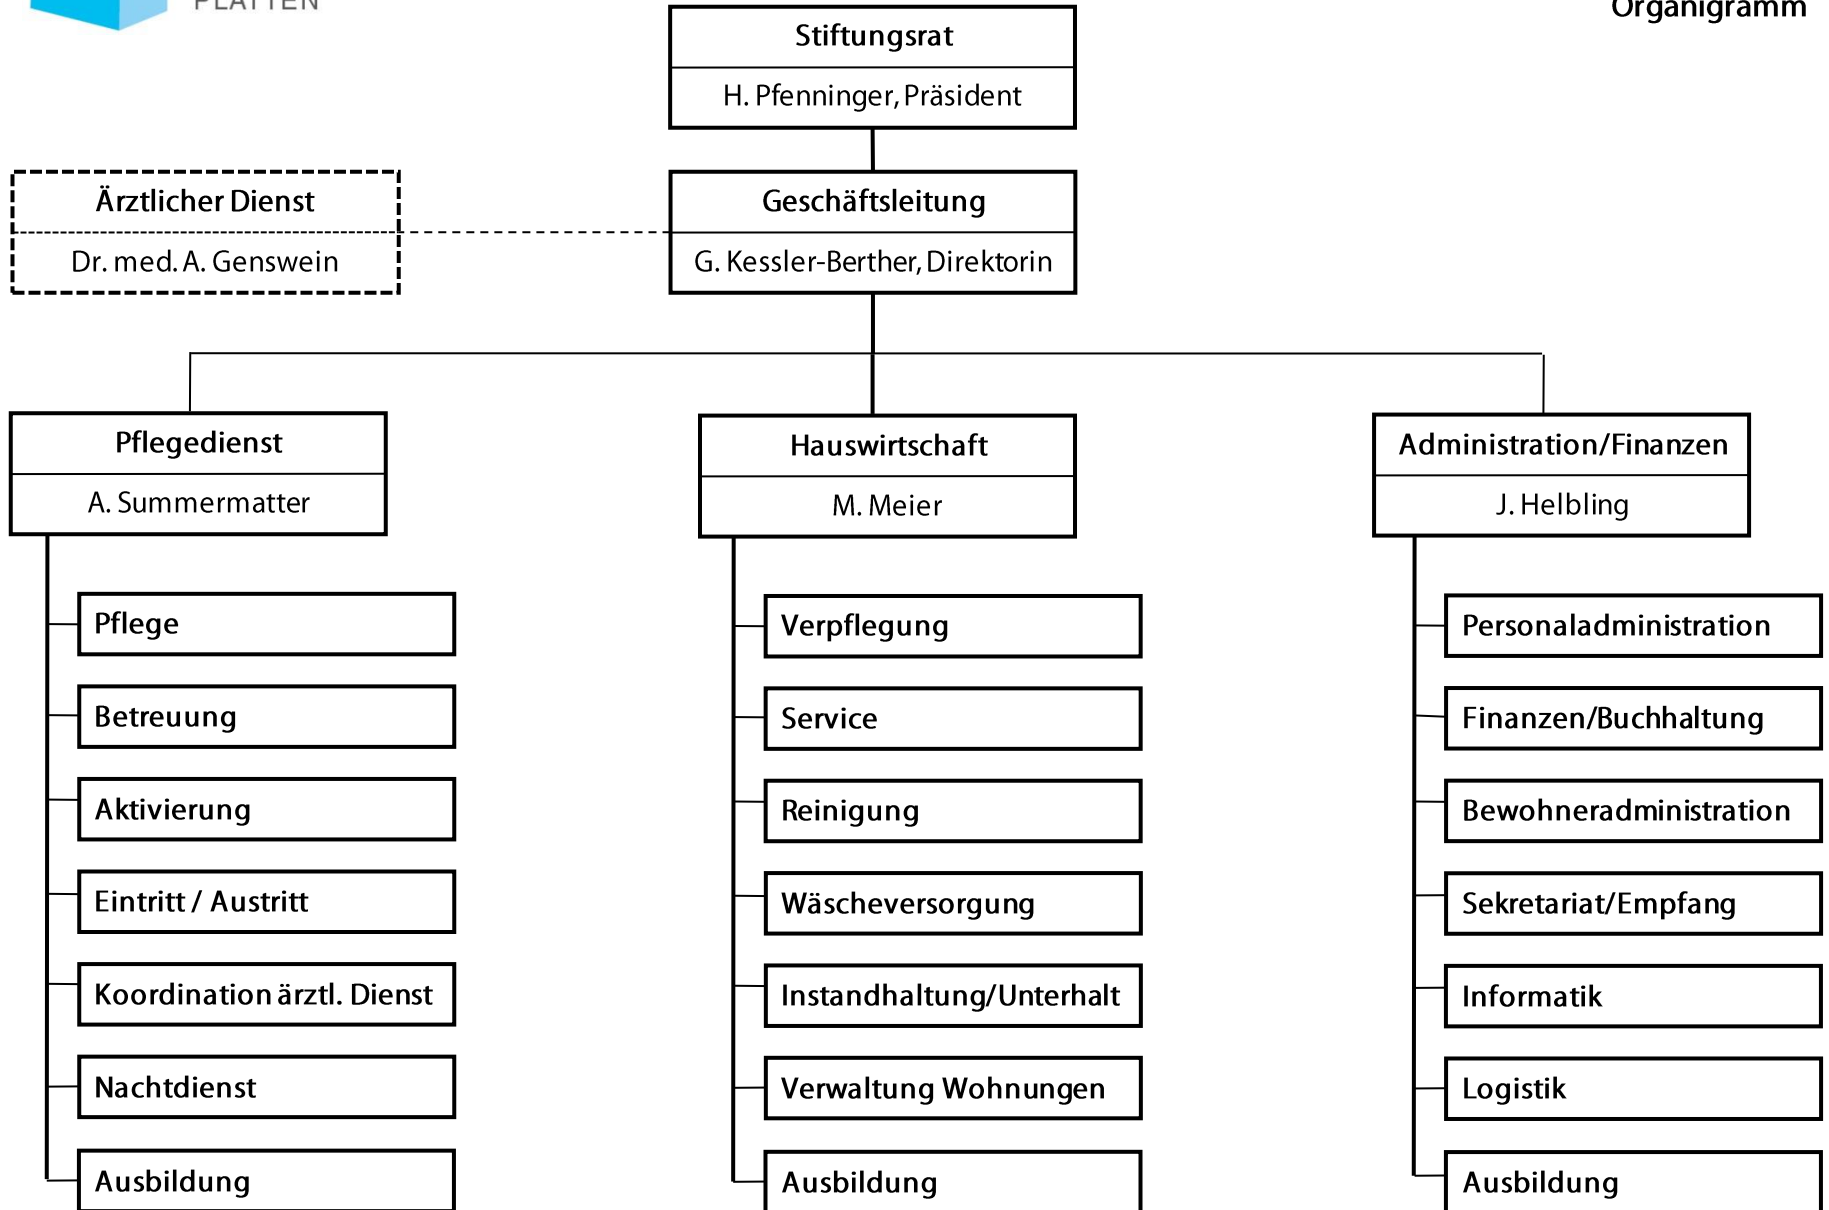 PLATTEN
Organigramm
Stiftungsrat
H. Pfenninger, Präsident
Ärztlicher Dienst
Dr. med. A. Genswein
Geschäftsleitung
G. Kessler-Berther, Direktorin
Pflegedienst
A. Summermatter
Pflege
Betreuung
Aktivierung
Eintritt / Austritt
Koordination ärztl. Dienst
Nachtdienst
Ausbildung
Hauswirtschaft
M. Meier
Verpflegung
Service
Reinigung
Wäscheversorgung
Instandhaltung/Unterhalt
Verwaltung Wohnungen
Ausbildung
Administration/Finanzen
J. Helbling
Personaladministration
Finanzen/Buchhaltung
Bewohneradministration
Sekretariat/Empfang
Informatik
Logistik
Ausbildung